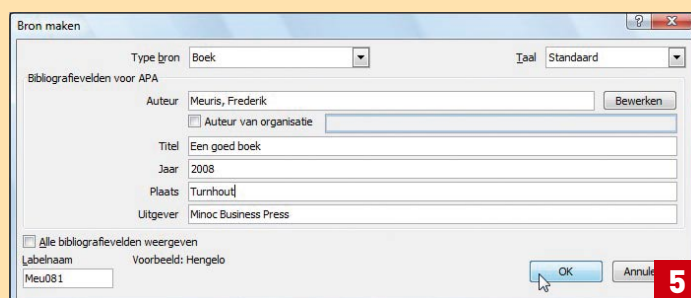 Bron maken
Type bron Boek Taal Standaard
Bibliografievelden voor APA
Auteur Meuris, Frederik Bewerken
Auteur van organisatie
Titel Een goed boek
Jaar 2008
Plaats Turnhout
Uitgever Minoc Business Press
Alle bibliografievelden weergeven
Labelnaam Voorbeeld: Hengelo
Meu081
OK
5